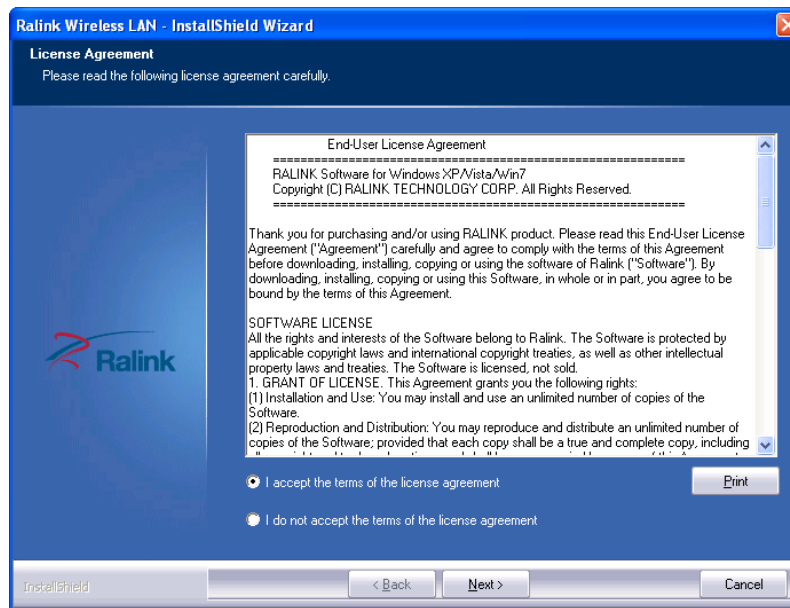 Ralink Wireless LAN - InstallShield Wizard
License Agreement
Please read the following license agreement carefully.
End-User License Agreement
===============================================================
RALINK Software for Windows XP/Vista/Win7
Copyright (C) RALINK TECHNOLOGY CORP. All Rights Reserved.
===============================================================
Thank you for purchasing and/or using RALINK product. Please read this End-User License
Agreement ("Agreement") carefully and agree to comply with the terms of this Agreement
before downloading, installing, copying or using the software of Ralink ("Software"). By
downloading, installing, copying or using this Software, in whole or in part, you agree to be
bound by the terms of this Agreement.
SOFTWARE LICENSE
All the rights and interests of the Software belong to Ralink. The Software is protected by
applicable copyright laws and international copyright treaties, as well as other intellectual
property laws and treaties. The Software is licensed, not sold.
1. GRANT OF LICENSE. This Agreement grants you the following rights:
(1) Installation and Use: You may install and use an unlimited number of copies of the
Software.
(2) Reproduction and Distribution: You may reproduce and distribute an unlimited number of
copies of the Software; provided that each copy shall be a true and complete copy, including
Ralink
I accept the terms of the license agreement
Print
I do not accept the terms of the license agreement
InstallShield
< Back
Next >
Cancel